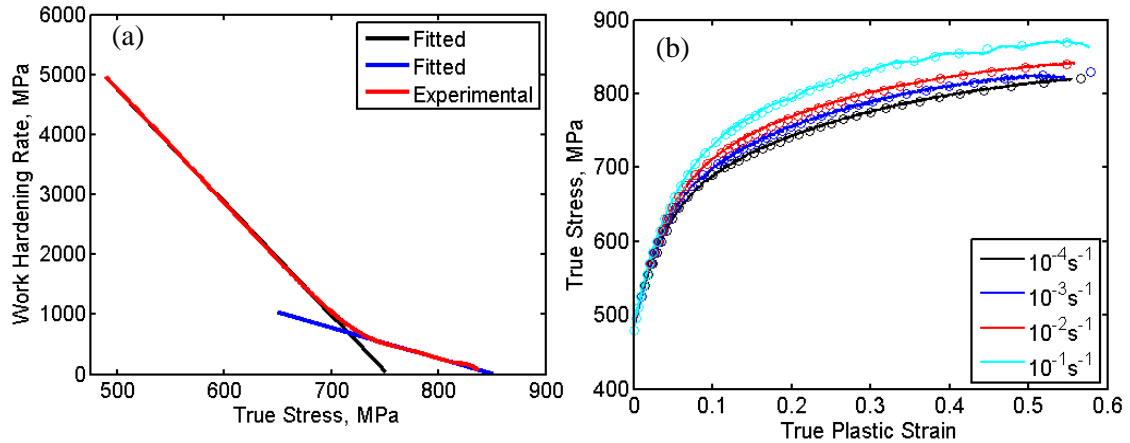 (a)
Fitted
Fitted
Experimental
Work Hardening Rate, MPa
6000
5000
4000
3000
2000
1000
0
500
600
700
800
900
True Stress, MPa
(b)
True Stress, MPa
900
800
700
600
500
400
10⁻⁴s⁻¹
10⁻³s⁻¹
10⁻²s⁻¹
10⁻¹s⁻¹
0
0.1
0.2
0.3
0.4
0.5
0.6
True Plastic Strain